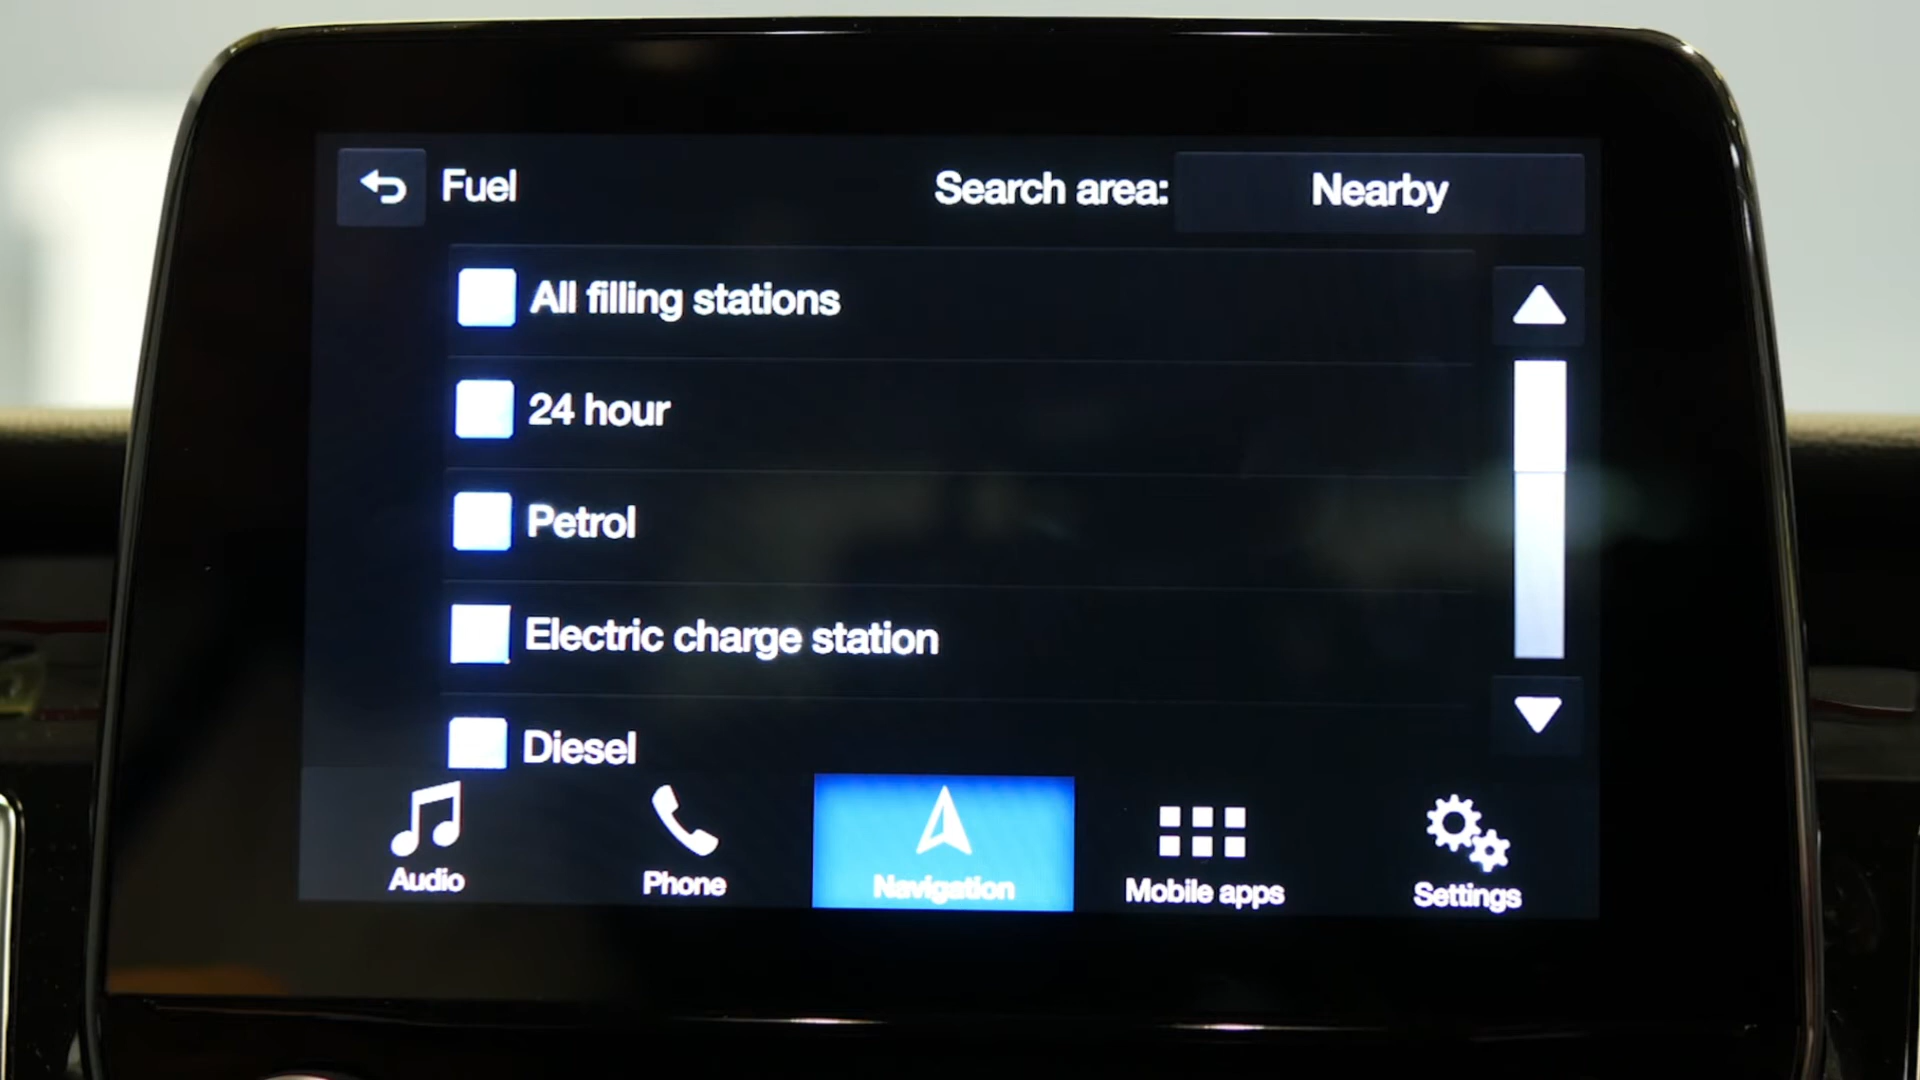 Fuel
Search area: Nearby
All filling stations
24 hour
Petrol
Electric charge station
Diesel
Audio
Phone
Navigation
Mobile apps
Settings